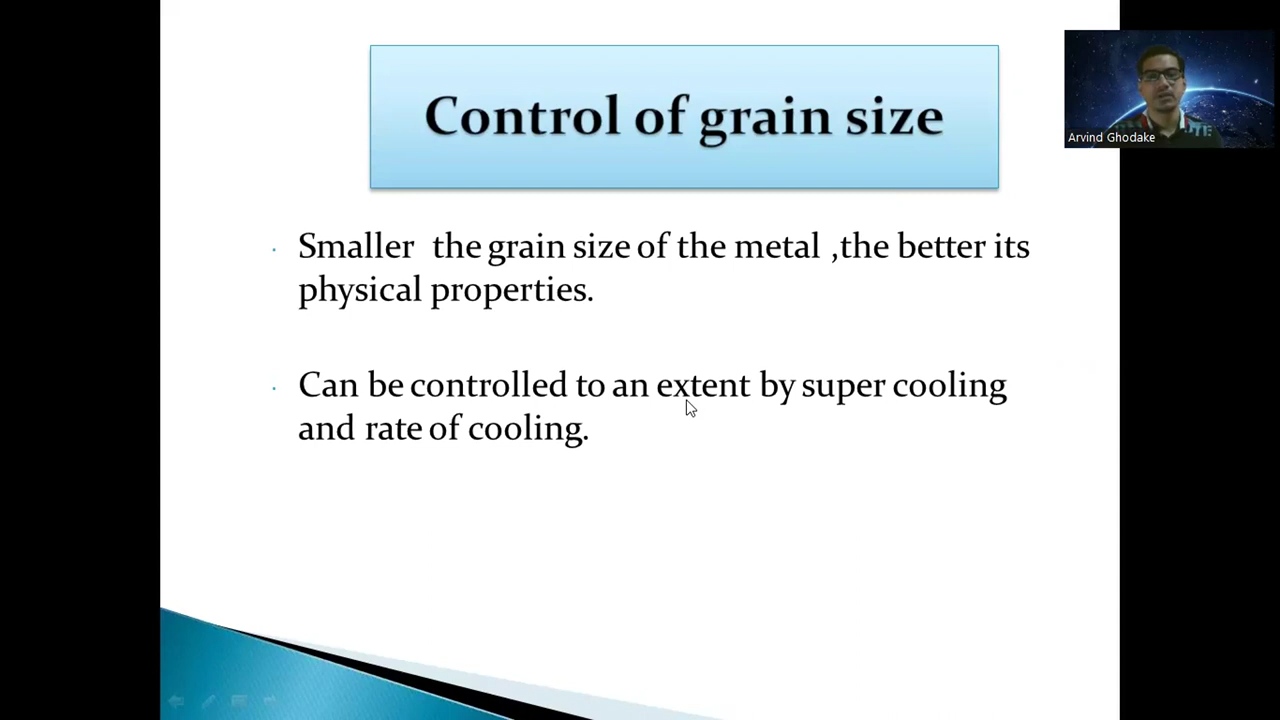 Control of grain size
Arvind Ghodake
Smaller the grain size of the metal ,the better its
physical properties.
Can be controlled to an extent by super cooling
and rate of cooling.